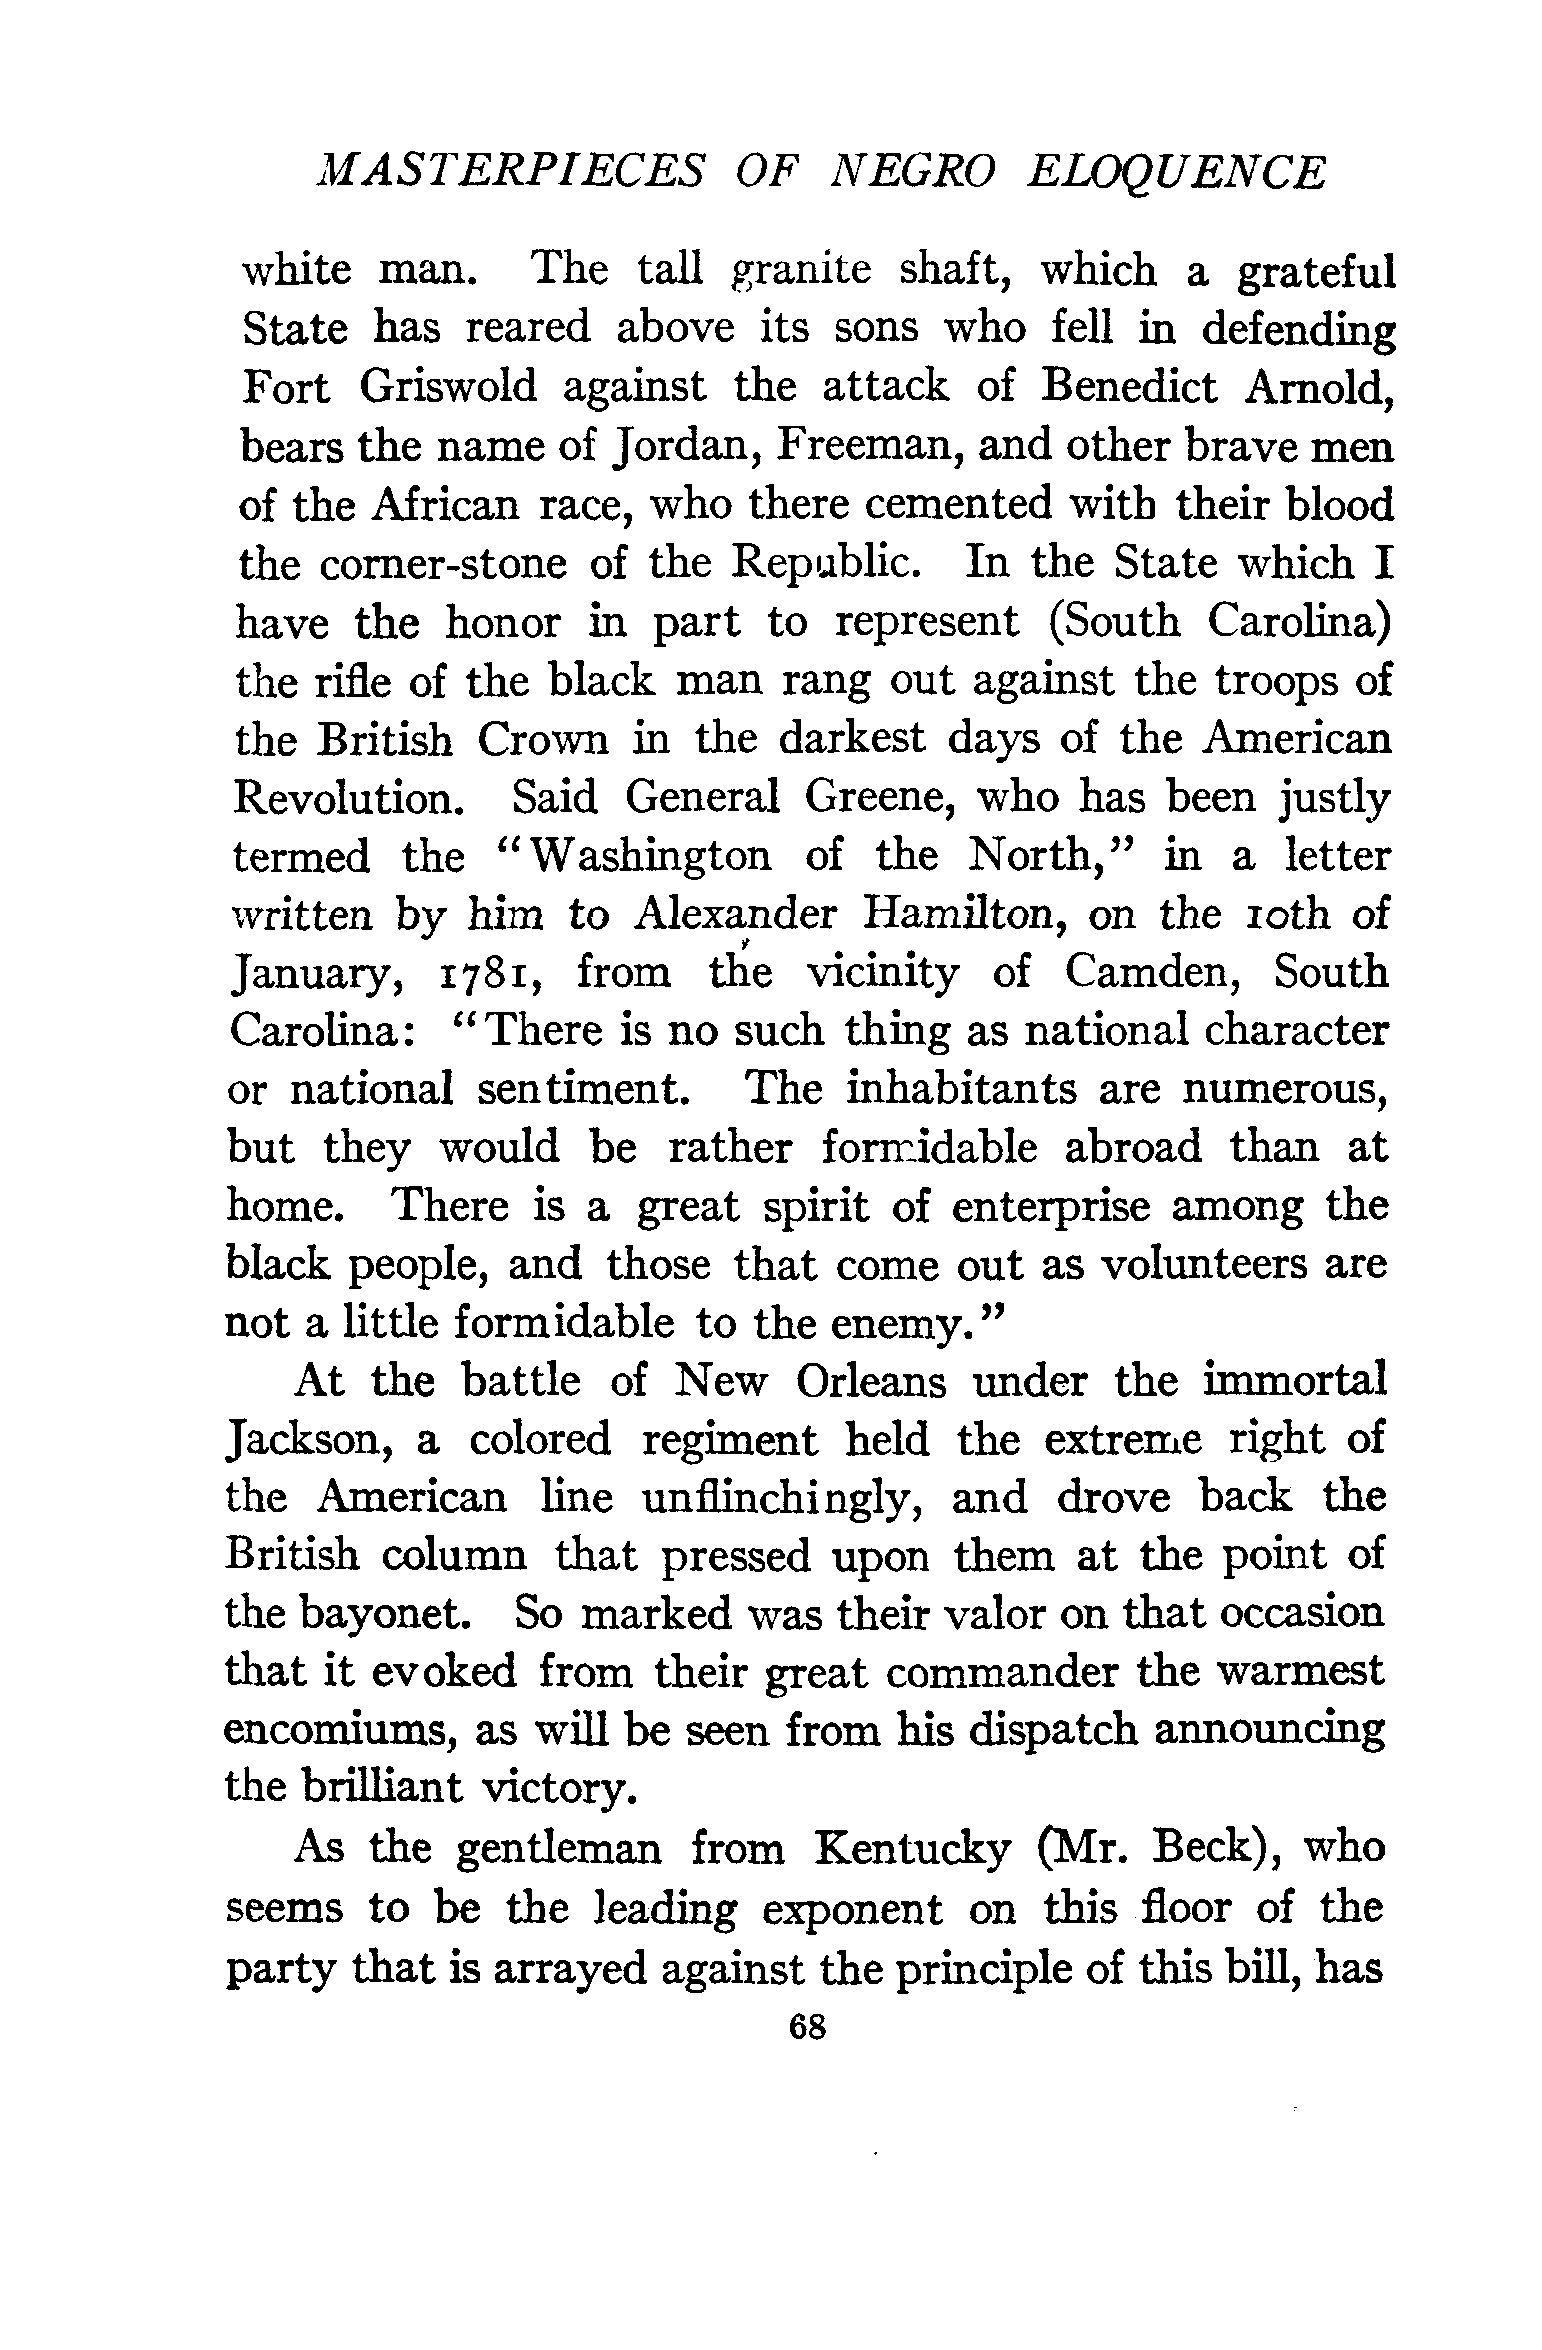 MASTERPIECES OF NEGRO ELOQUENCE
white man. The tall granite shaft, which a grateful
State has reared above its sons who fell in defending
Fort Griswold against the attack of Benedict Arnold,
bears the name of Jordan, Freeman, and other brave men
of the African race, who there cemented with their blood
the corner-stone of the Republic. In the State which I
have the honor in part to represent (South Carolina)
the rifle of the black man rang out against the troops of
the British Crown in the darkest days of the American
Revolution. Said General Greene, who has been justly
termed the "Washington of the North," in a letter
written by him to Alexander Hamilton, on the 10th of
January, 1781, from the vicinity of Camden, South
Carolina: "There is no such thing as national character
or national sentiment. The inhabitants are numerous,
but they would be rather formidable abroad than at
home. There is a great spirit of enterprise among the
black people, and those that come out as volunteers are
not a little formidable to the enemy."
At the battle of New Orleans under the immortal
Jackson, a colored regiment held the extreme right of
the American line unflinchingly, and drove back the
British column that pressed upon them at the point of
the bayonet. So marked was their valor on that occasion
that it evoked from their great commander the warmest
encomiums, as will be seen from his dispatch announcing
the brilliant victory.
As the gentleman from Kentucky (Mr. Beck), who
seems to be the leading exponent on this floor of the
party that is arrayed against the principle of this bill, has
68